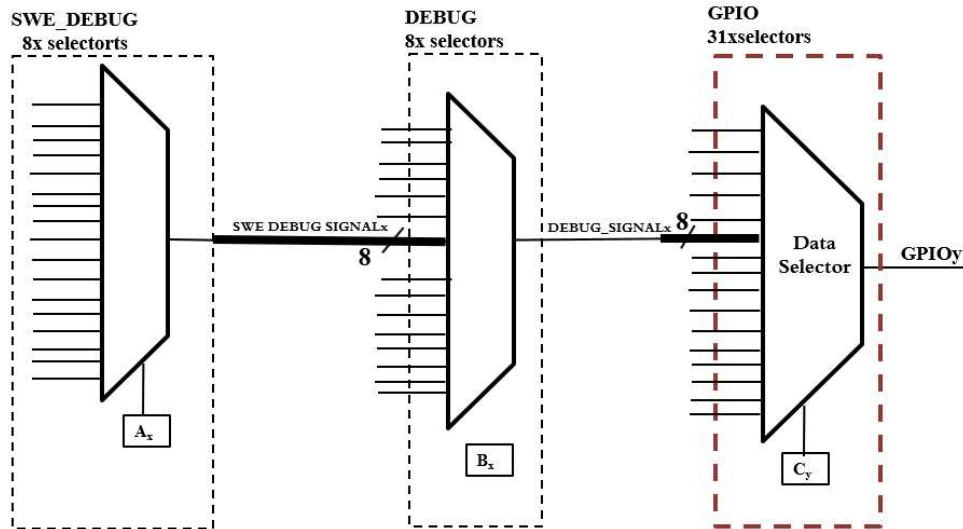 SWE_DEBUG
8x selectorts
DEBUG
8x selectors
GPIO
31xselectors
SWE DEBUG SIGNALx
8
DEBUG_SIGNALx
8
Data
Selector
GPIOy
Ax
Bx
Cy